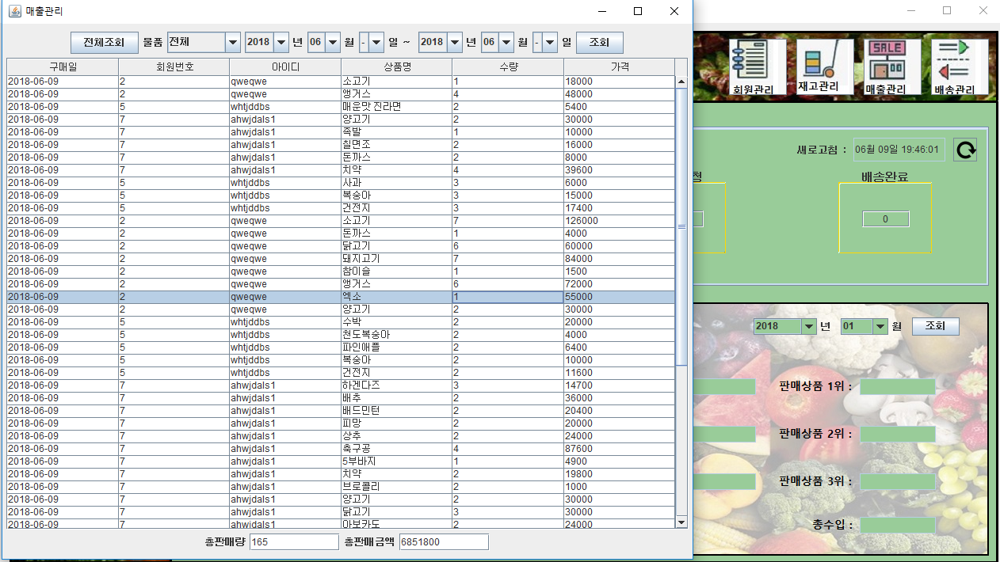 매출관리
전체조회 물품 전체 2018 년 06 월 - 일 ~ 2018 년 06 월 - 일 조회
구매일 회원번호 아이디 상품명 수량 가격
2018-06-09 2 qweqwe 소고기 1 18000
2018-06-09 2 qweqwe 앵거스 4 48000
2018-06-09 5 whtjddbs 매운맛 진라면 2 5400
2018-06-09 7 ahwjdals1 양고기 2 30000
2018-06-09 7 ahwjdals1 족발 1 10000
2018-06-09 7 ahwjdals1 칠면조 2 16000
2018-06-09 7 ahwjdals1 돈까스 2 8000
2018-06-09 7 ahwjdals1 치약 4 39600
2018-06-09 5 whtjddbs 사과 3 6000
2018-06-09 5 whtjddbs 복숭아 3 15000
2018-06-09 5 whtjddbs 건전지 3 17400
2018-06-09 2 qweqwe 소고기 7 126000
2018-06-09 2 qweqwe 돈까스 1 4000
2018-06-09 2 qweqwe 닭고기 6 60000
2018-06-09 2 qweqwe 돼지고기 7 84000
2018-06-09 2 qweqwe 참이슬 1 1500
2018-06-09 2 qweqwe 앵거스 6 72000
2018-06-09 2 qweqwe 엑소 1 55000
2018-06-09 2 qweqwe 양고기 2 30000
2018-06-09 5 whtjddbs 수박 2 20000
2018-06-09 5 whtjddbs 천도복숭아 2 4000
2018-06-09 5 whtjddbs 파인애플 2 6400
2018-06-09 5 whtjddbs 복숭아 2 10000
2018-06-09 5 whtjddbs 건전지 2 11600
2018-06-09 7 ahwjdals1 하겐다즈 3 14700
2018-06-09 7 ahwjdals1 배추 2 36000
2018-06-09 7 ahwjdals1 배드민턴 2 20400
2018-06-09 7 ahwjdals1 피망 2 20000
2018-06-09 7 ahwjdals1 상추 2 24000
2018-06-09 7 ahwjdals1 축구공 4 87600
2018-06-09 7 ahwjdals1 5부바지 1 4900
2018-06-09 7 ahwjdals1 치약 2 19800
2018-06-09 7 ahwjdals1 브로콜리 2 1000
2018-06-09 7 ahwjdals1 양고기 2 30000
2018-06-09 7 ahwjdals1 닭고기 3 30000
2018-06-09 7 ahwjdals1 아보카도 2 24000
총판매량 165 총판매금액 6851800
SALE
회원관리 재고관리 매출관리 배송관리
새로고침 : 06월 09일 19:46:01
청 배송완료
0
2018 년 01 월 조회
판매상품 1위 :
판매상품 2위 :
판매상품 3위 :
총수입 :